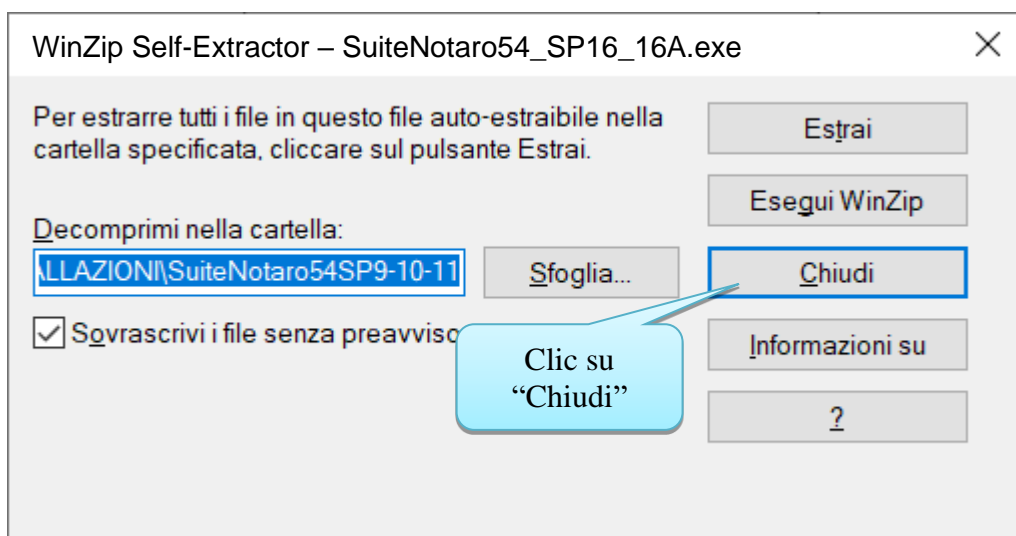 WinZip Self-Extractor – SuiteNotaro54_SP16_16A.exe
Per estrarre tutti i file in questo file auto-estraibile nella
cartella specificata, cliccare sul pulsante Estrai.
Estrai
Esegui WinZip
Decomprimi nella cartella:
ALLAZIONI\SuiteNotaro54SP9-10-11
Sfoglia...
Chiudi
Sovrascrivi i file senza preavviso
Clic su
“Chiudi”
Informazioni su
?